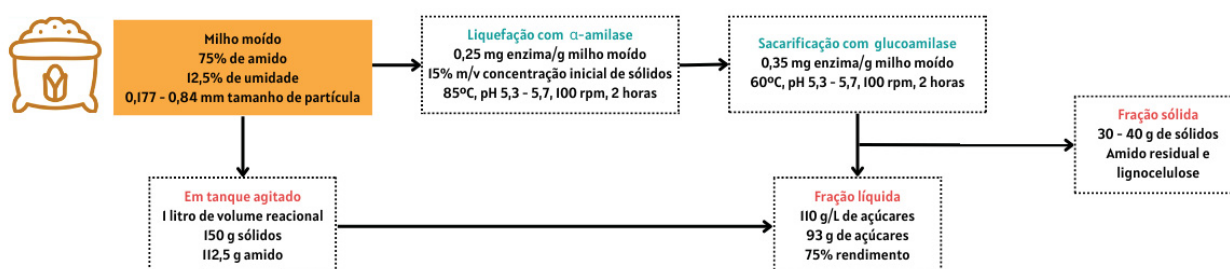 Milho moído
75% de amido
12,5% de umidade
0,177 - 0,84 mm tamanho de partícula
Liquefação com α-amilase
0,25 mg enzima/g milho moído
15% m/v concentração inicial de sólidos
85ºC, pH 5,3 - 5,7, 100 rpm, 2 horas
Sacarificação com glucoamilase
0,35 mg enzima/g milho moído
60ºC, pH 5,3 - 5,7, 100 rpm, 2 horas
Fração sólida
30 - 40 g de sólidos
Amido residual e
lignocelulose
Em tanque agitado
1 litro de volume reacional
150 g sólidos
112,5 g amido
Fração líquida
110 g/L de açúcares
93 g de açúcares
75% rendimento